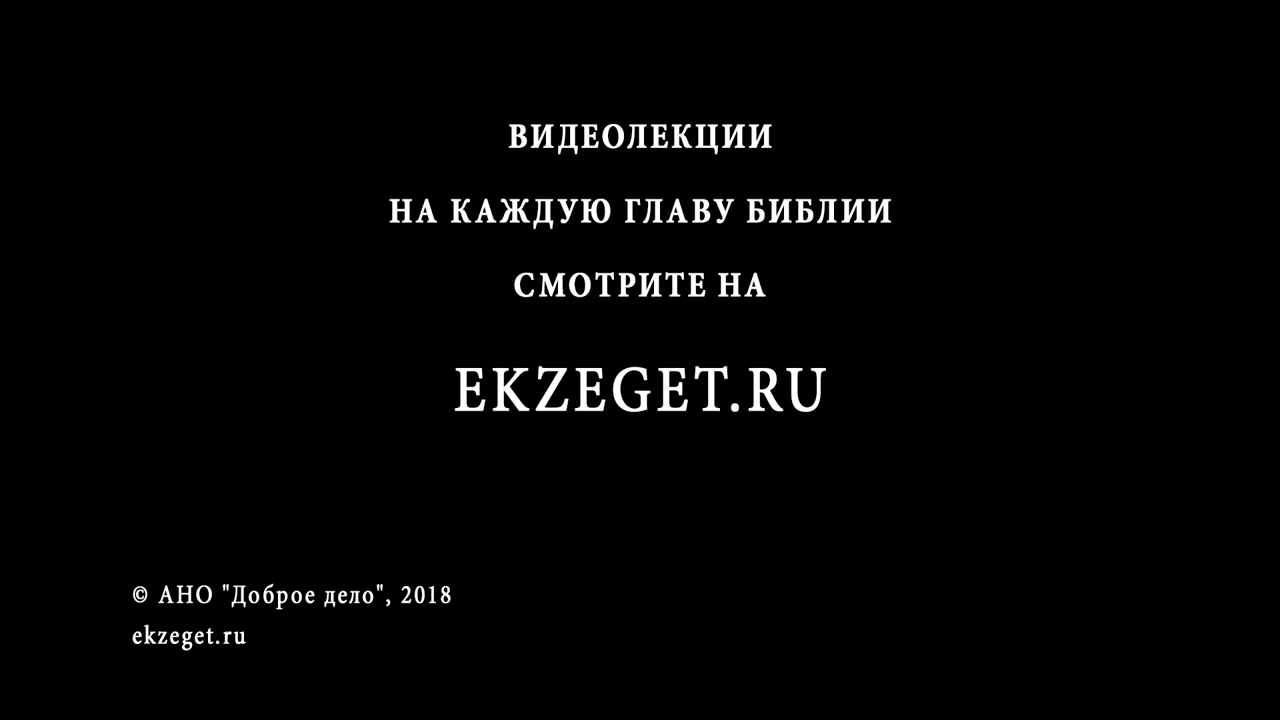 ВИДЕОЛЕКЦИИ
НА КАЖДУЮ ГЛАВУ БИБЛИИ
СМОТРИТЕ НА
EKZEGET.RU
© АНО "Доброе дело", 2018
ekzeget.ru